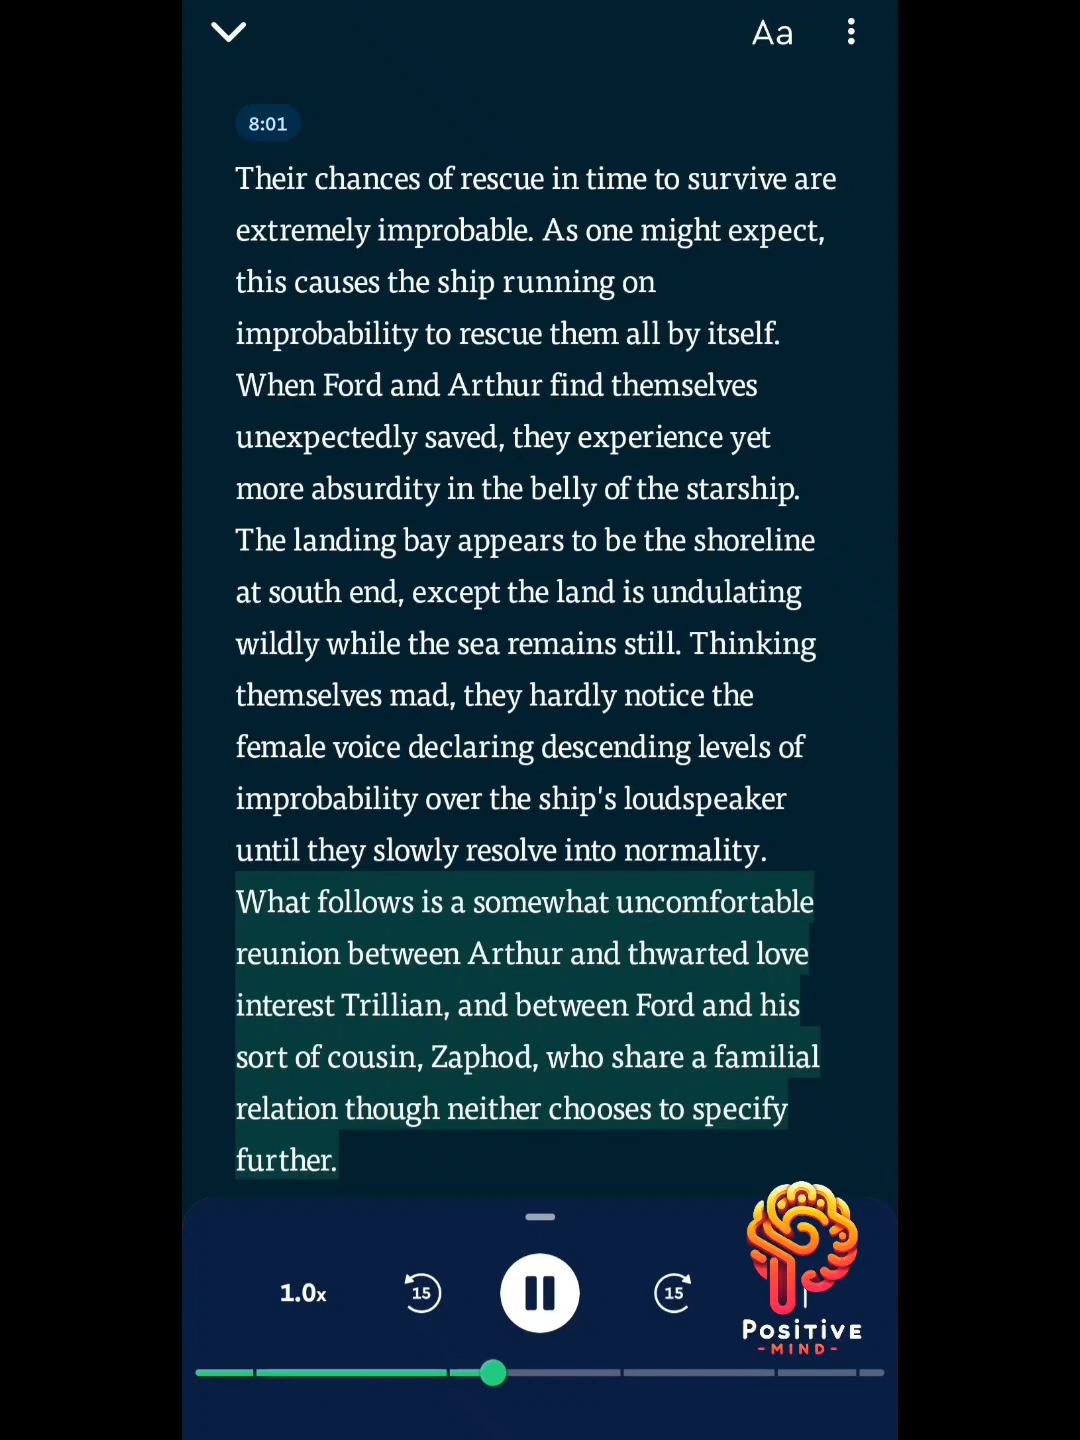 Aa
8:01
Their chances of rescue in time to survive are
extremely improbable. As one might expect,
this causes the ship running on
improbability to rescue them all by itself.
When Ford and Arthur find themselves
unexpectedly saved, they experience yet
more absurdity in the belly of the starship.
The landing bay appears to be the shoreline
at south end, except the land is undulating
wildly while the sea remains still. Thinking
themselves mad, they hardly notice the
female voice declaring descending levels of
improbability over the ship's loudspeaker
until they slowly resolve into normality.
What follows is a somewhat uncomfortable
reunion between Arthur and thwarted love
interest Trillian, and between Ford and his
sort of cousin, Zaphod, who share a familial
relation though neither chooses to specify
further.
1.0x
15
15
POSITIVE
-MIND-